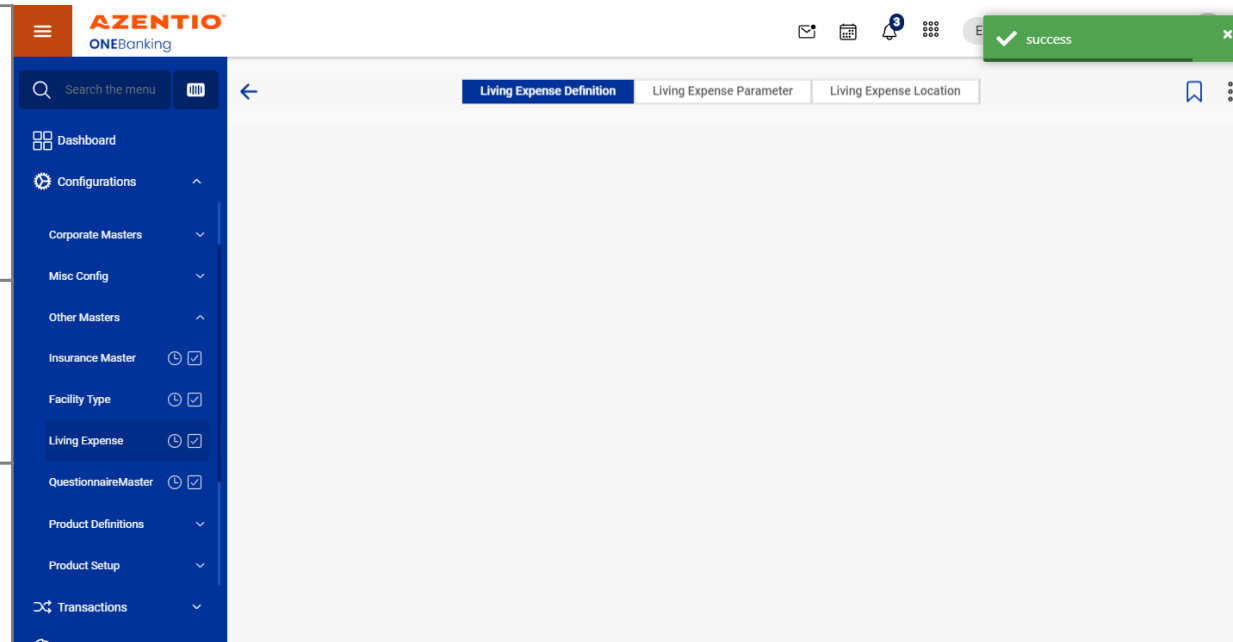 AZENTIO
ONEBanking
3
E
success
×
Search the menu
Living Expense Definition
Living Expense Parameter
Living Expense Location
Dashboard
Configurations
Corporate Masters
Misc Config
Other Masters
Insurance Master
Facility Type
Living Expense
QuestionnaireMaster
Product Definitions
Product Setup
Transactions